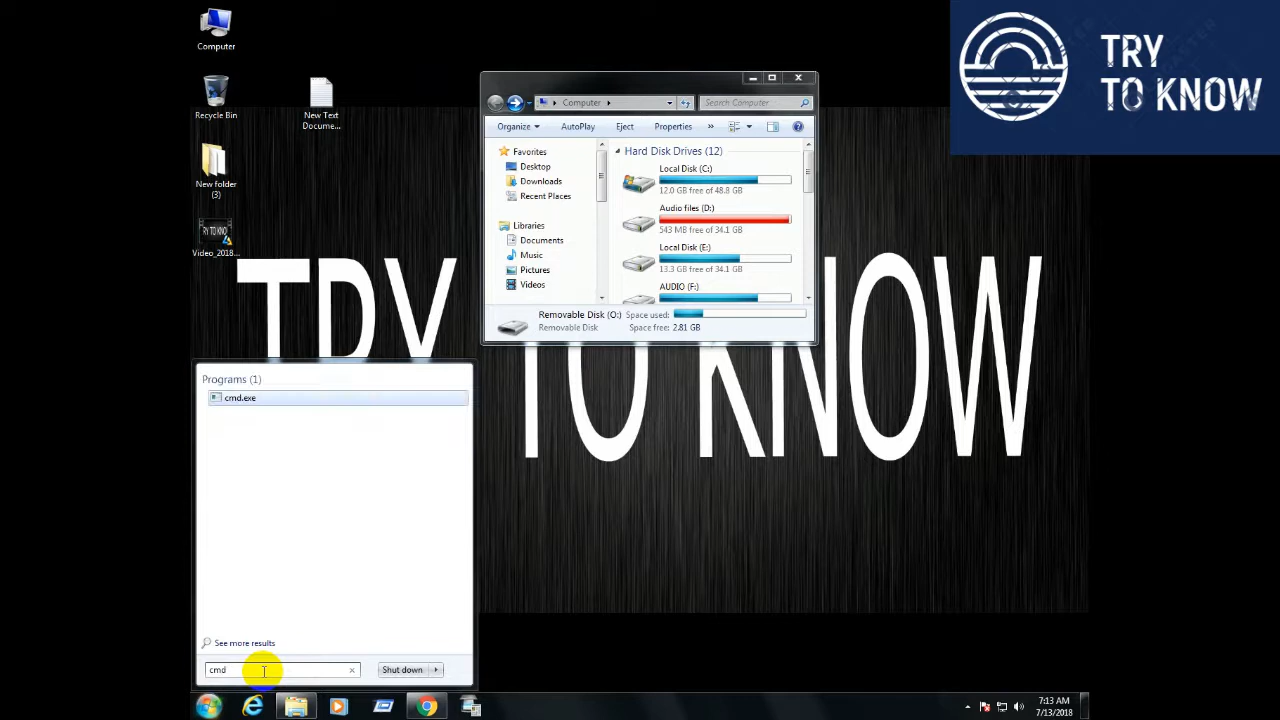 Computer
Recycle Bin
New Text
Docume...
New folder
(3)
RY TO KNO
Video_2018...
TRY
TO KNOW
Computer
Search Computer
Organize
AutoPlay
Eject
Properties
»
Favorites
Desktop
Downloads
Recent Places
Libraries
Documents
Music
Pictures
Videos
Hard Disk Drives (12)
Local Disk (C:)
12.0 GB free of 48.8 GB
Audio files (D:)
543 MB free of 34.1 GB
Local Disk (E:)
13.3 GB free of 34.1 GB
AUDIO (F:)
Removable Disk (O:) Space used:
Removable Disk Space free: 2.81 GB
TRY TO KNOW
Programs (1)
cmd.exe
See more results
cmd
Shut down
7:13 AM
7/13/2018